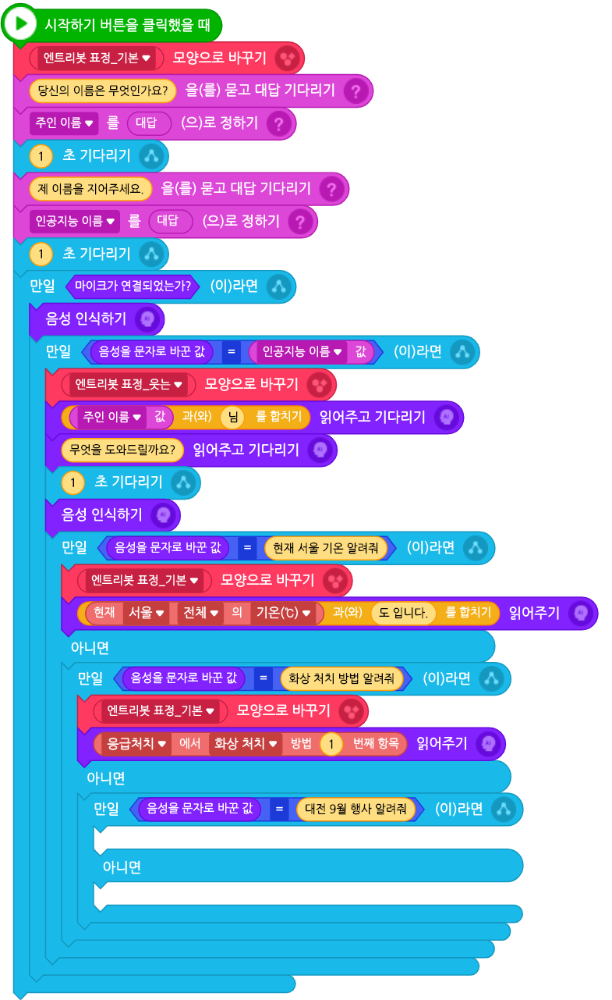 시작하기 버튼을 클릭했을 때
엔트리봇 표정_기본 모양으로 바꾸기
당신의 이름은 무엇인가요? 을(를) 묻고 대답 기다리기 ?
주인 이름 를 대답 (으)로 정하기 ?
1 초 기다리기
제 이름을 지어주세요. 을(를) 묻고 대답 기다리기 ?
인공지능 이름 를 대답 (으)로 정하기 ?
1 초 기다리기
만일 마이크가 연결되었는가? (이)라면
음성 인식하기 AI
만일 음성을 문자로 바꾼 값 = 인공지능 이름 값 (이)라면
엔트리봇 표정_웃는 모양으로 바꾸기
주인 이름 값 과(와) 님 를 합치기 읽어주고 기다리기 AI
무엇을 도와드릴까요? 읽어주고 기다리기 AI
1 초 기다리기
음성 인식하기 AI
만일 음성을 문자로 바꾼 값 = 현재 서울 기온 알려줘 (이)라면
엔트리봇 표정_기본 모양으로 바꾸기
현재 서울 전체 의 기온(℃) 과(와) 도 입니다. 를 합치기 읽어주기 AI
아니면
만일 음성을 문자로 바꾼 값 = 화상 처치 방법 알려줘 (이)라면
엔트리봇 표정_기본 모양으로 바꾸기
응급처치 에서 화상 처치 방법 1 번째 항목 읽어주기 AI
아니면
만일 음성을 문자로 바꾼 값 = 대전 9월 행사 알려줘 (이)라면
아니면